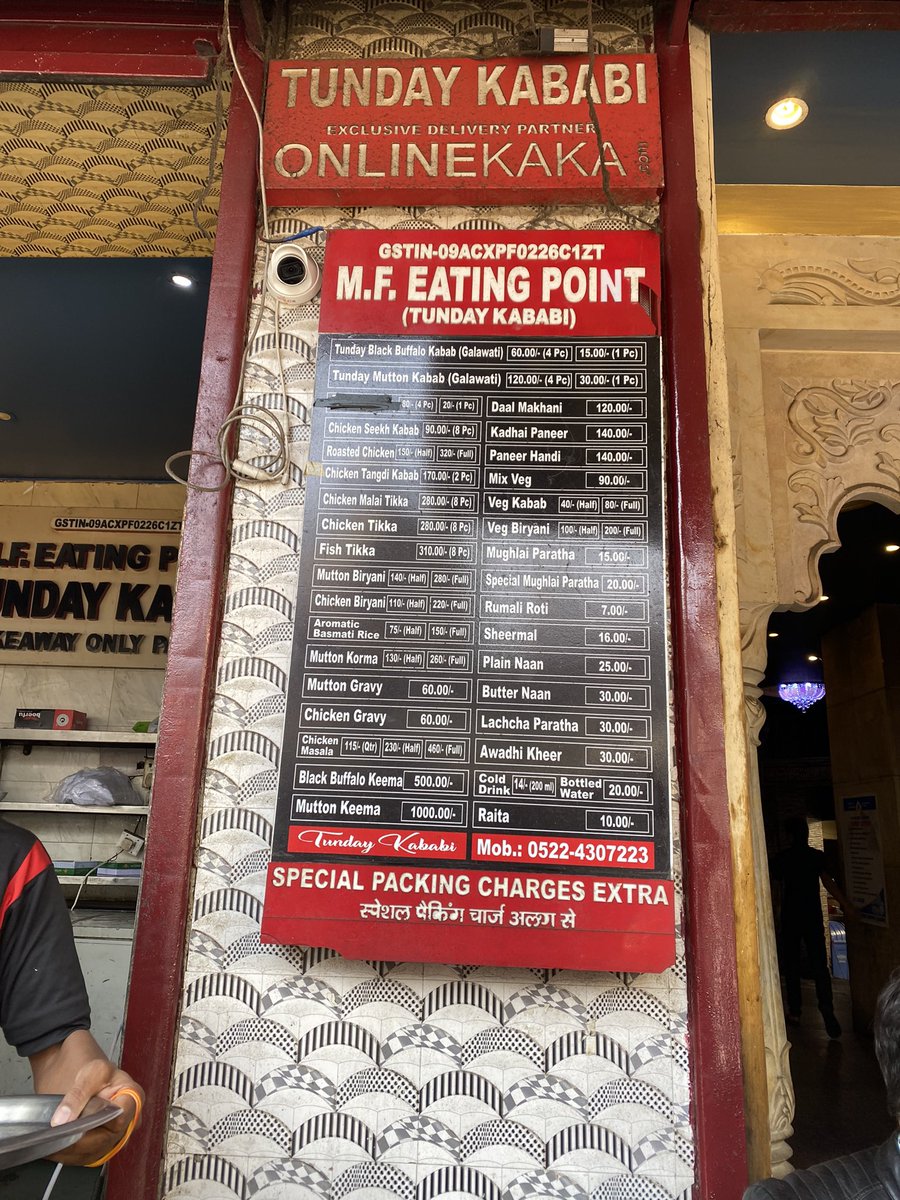 TUNDAY KABABI
EXCLUSIVE DELIVERY PARTNER
ONLINEKAKA.com
GSTIN-09ACXPF0226C1ZT
M.F. EATING POINT
(TUNDAY KABABI)
Tunday Black Buffalo Kabab (Galawati) 60.00/- (4 Pc) 15.00/- (1 Pc)
Tunday Mutton Kabab (Galawati) 120.00/- (4 Pc) 30.00/- (1 Pc)
80/- (4 Pc) 20/- (1 Pc)
Chicken Seekh Kabab 90.00/- (8 Pc)
Roasted Chicken 150/- (Half) 320/- (Full)
Chicken Tangdi Kabab 170.00/- (2 Pc)
Chicken Malai Tikka 280.00/- (8 Pc)
Chicken Tikka 280.00/- (8 Pc)
Fish Tikka 310.00/- (8 Pc)
Mutton Biryani 140/- (Half) 280/- (Full)
Chicken Biryani 110/- (Half) 220/- (Full)
Aromatic
Basmati Rice 75/- (Half) 150/- (Full)
Mutton Korma 130/- (Half) 260/- (Full)
Mutton Gravy 60.00/-
Chicken Gravy 60.00/-
Chicken
Masala 115/- (Qtr) 230/- (Half) 460/- (Full)
Black Buffalo Keema 500.00/-
Mutton Keema 1000.00/-
Tunday Kababi
Daal Makhani 120.00/-
Kadhai Paneer 140.00/-
Paneer Handi 140.00/-
Mix Veg 90.00/-
Veg Kabab 40/- (Half) 80/- (Full)
Veg Biryani 100/- (Half) 200/- (Full)
Mughlai Paratha 15.00/-
Special Mughlai Paratha 20.00/-
Rumali Roti 7.00/-
Sheermal 16.00/-
Plain Naan 25.00/-
Butter Naan 30.00/-
Lachcha Paratha 30.00/-
Awadhi Kheer 30.00/-
Cold
Drink 14/- (200 ml) Bottled
Water 20.00/-
Raita 10.00/-
Mob.: 0522-4307223
SPECIAL PACKING CHARGES EXTRA
स्पेशल पैकिंग चार्ज अलग से
GSTIN-09ACXPF0226C1ZT
M.F. EATING P
UNDAY KA
KEAWAY ONLY